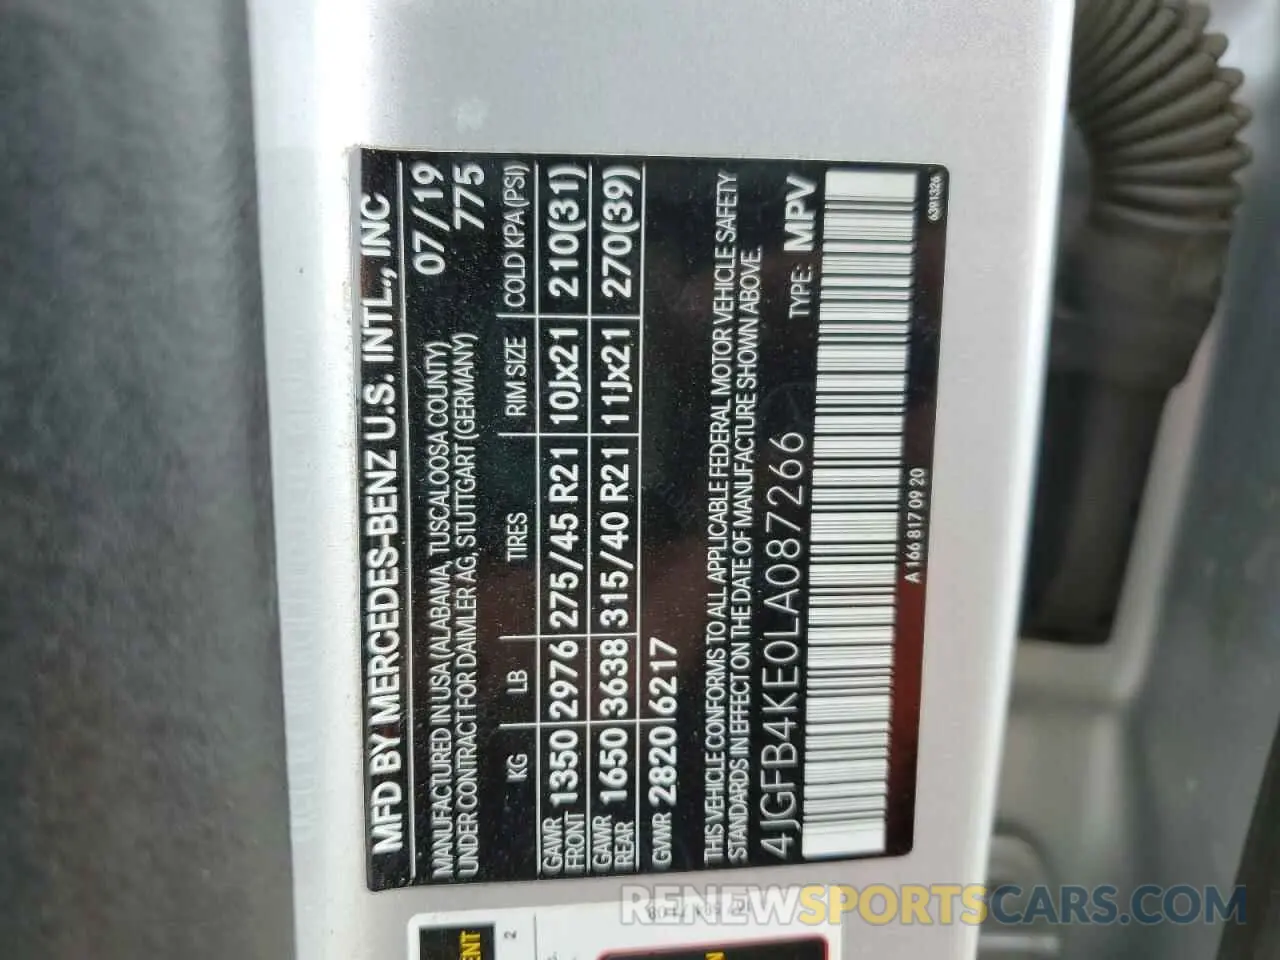 MFD BY MERCEDES-BENZ U.S. INTL., INC
MANUFACTURED IN USA (ALABAMA, TUSCALOOSA COUNTY) 07/19
UNDER CONTRACT FOR DAIMLER AG, STUTTGART (GERMANY) 775
KG LB TIRES RIM SIZE COLD KPA (PSI)
GAWR FRONT 1350 2976 275/45 R21 10Jx21 210(31)
GAWR REAR 1650 3638 315/40 R21 11Jx21 270(39)
GVWR 2820 6217
THIS VEHICLE CONFORMS TO ALL APPLICABLE FEDERAL MOTOR VEHICLE SAFETY
STANDARDS IN EFFECT ON THE DATE OF MANUFACTURE SHOWN ABOVE.
4JGFB4KE0LA087266 TYPE: MPV
A 166 817 09 20
6391326
2
RENEWSPORTSCARS.COM